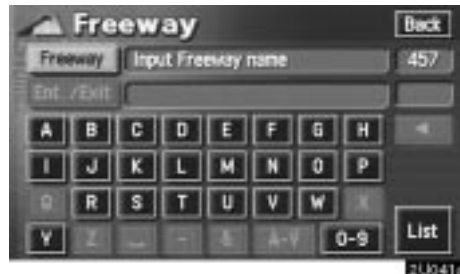 Freeway Back
Freeway Input Freeway name 457
Ent. /Exit
A B C D E F G H
I J K L M N O P
Q R S T U V W X
Y Z - & À-Ý 0-9 List
2U041